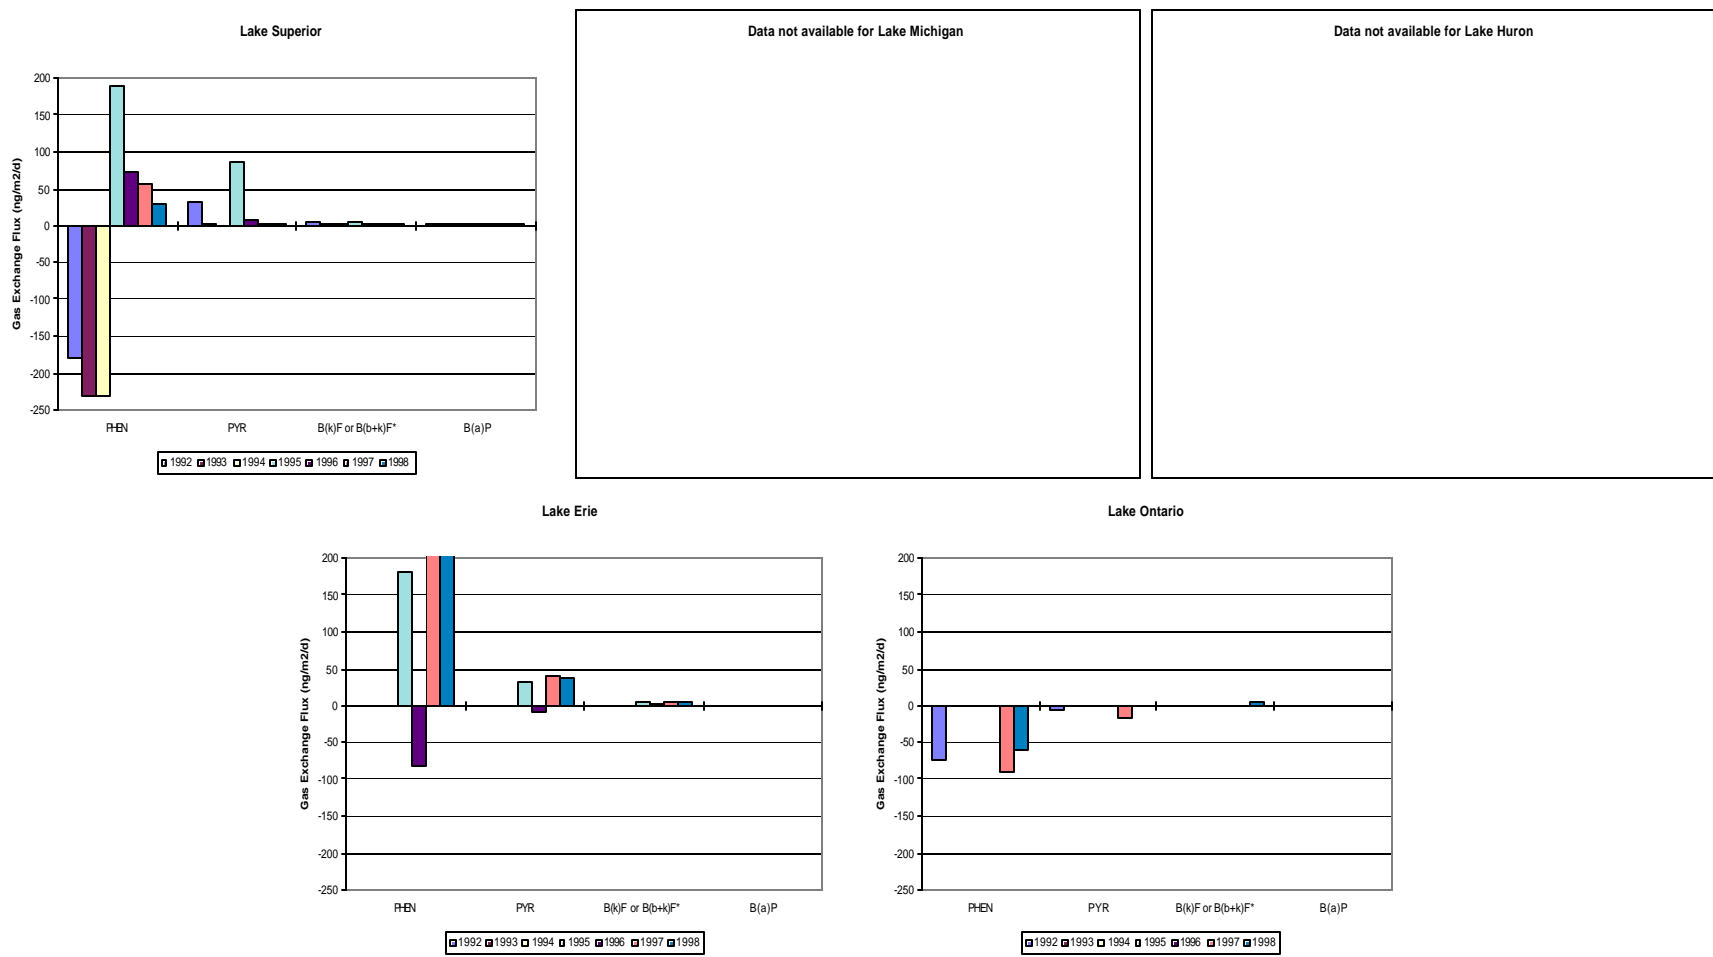 Lake Superior
Gas Exchange Flux (ng/m2/d)
200
150
100
50
0
-50
-100
-150
-200
-250
PHEN PYR B(k)F or B(b+k)F* B(a)P
1992 1993 1994 1995 1996 1997 1998
Data not available for Lake Michigan
Data not available for Lake Huron
Lake Erie
Gas Exchange Flux (ng/m2/d)
200
150
100
50
0
-50
-100
-150
-200
-250
PHEN PYR B(k)F or B(b+k)F* B(a)P
1992 1993 1994 1995 1996 1997 1998
Lake Ontario
Gas Exchange Flux (ng/m2/d)
200
150
100
50
0
-50
-100
-150
-200
-250
PHEN PYR B(k)F or B(b+k)F* B(a)P
1992 1993 1994 1995 1996 1997 1998